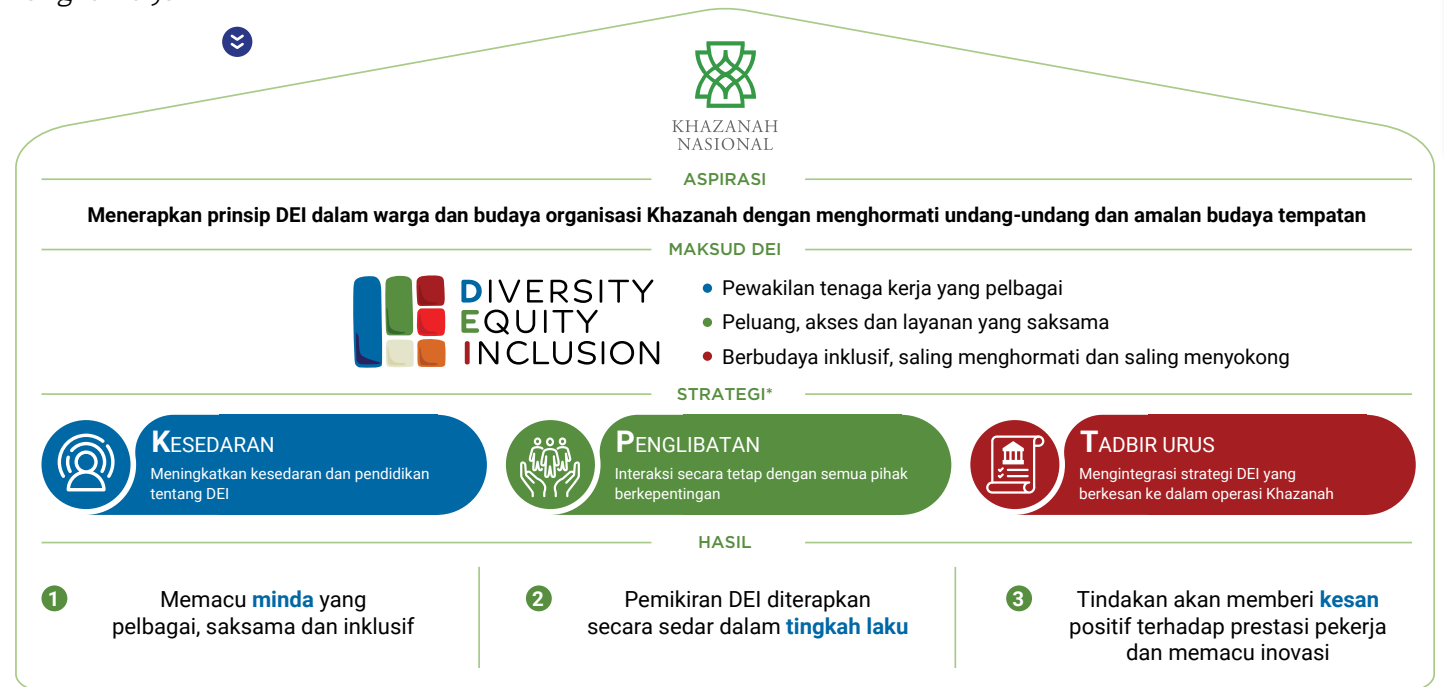 KHAZANAH
NASIONAL
ASPIRASI
Menerapkan prinsip DEI dalam warga dan budaya organisasi Khazanah dengan menghormati undang-undang dan amalan budaya tempatan
MAKSUD DEI
DIVERSITY
EQUITY
INCLUSION
• Pewakilan tenaga kerja yang pelbagai
• Peluang, akses dan layanan yang saksama
• Berbudaya inklusif, saling menghormati dan saling menyokong
STRATEGI*
KESEDARAN
Meningkatkan kesedaran dan pendidikan
tentang DEI
PENGLIBATAN
Interaksi secara tetap dengan semua pihak
berkepentingan
TADBIR URUS
Mengintegrasi strategi DEI yang
berkesan ke dalam operasi Khazanah
HASIL
1
Memacu minda yang
pelbagai, saksama dan inklusif
2
Pemikiran DEI diterapkan
secara sedar dalam tingkah laku
3
Tindakan akan memberi kesan
positif terhadap prestasi pekerja
dan memacu inovasi